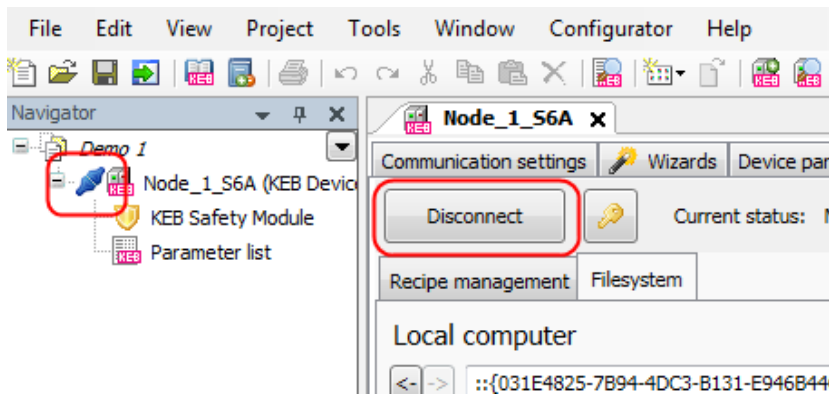 File Edit View Project Tools Window Configurator Help
Navigator
Node_1_S6A
Demo 1
Communication settings Wizards Device par
Node_1_S6A (KEB Device
Disconnect Current status:
KEB Safety Module
Parameter list
Recipe management Filesystem
Local computer
<- -> ::{031E4825-7B94-4DC3-B131-E946B44